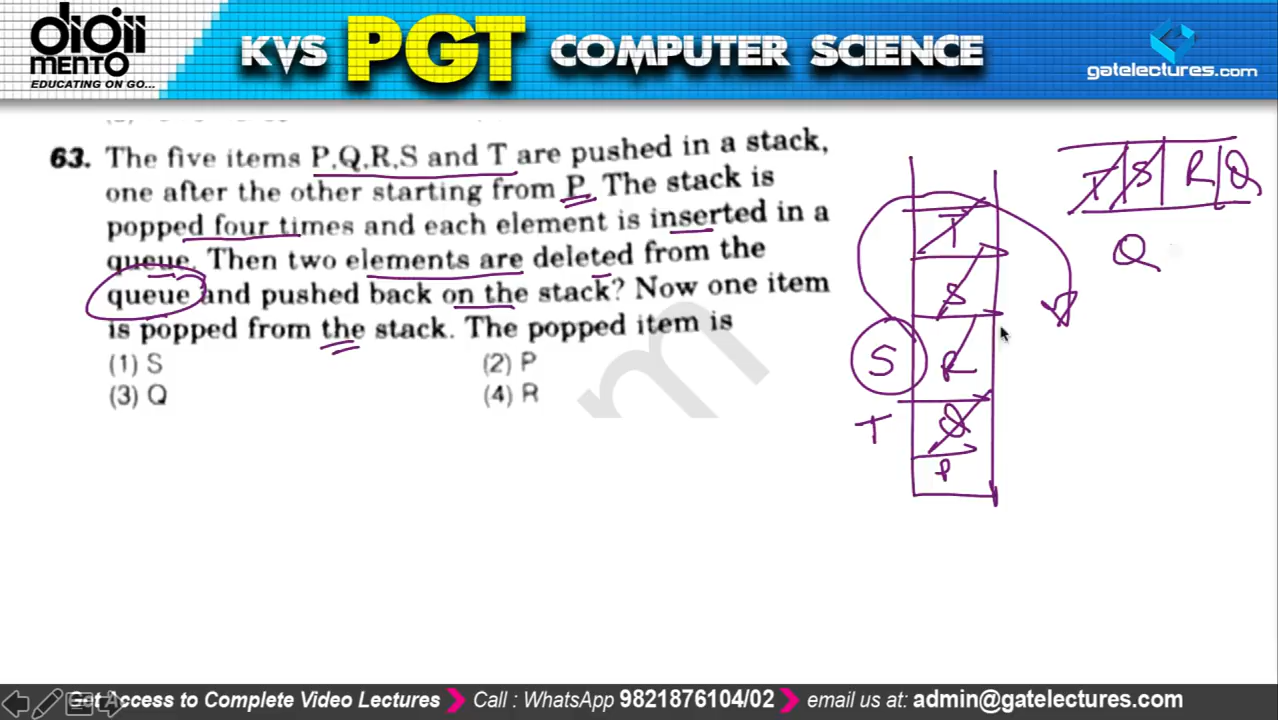 digii
MENTO
EDUCATING ON GO...
KVS PGT COMPUTER SCIENCE
gatelectures.com
63. The five items P,Q,R,S and T are pushed in a stack,
one after the other starting from P. The stack is
popped four times and each element is inserted in a
queue. Then two elements are deleted from the
queue and pushed back on the stack? Now one item
is popped from the stack. The popped item is
(1) S
(2) P
(3) Q
(4) R
T S R Q
Q
T
S
S R
T Q
P
m
Get Access to Complete Video Lectures
Call : WhatsApp 9821876104/02
email us at: admin@gatelectures.com